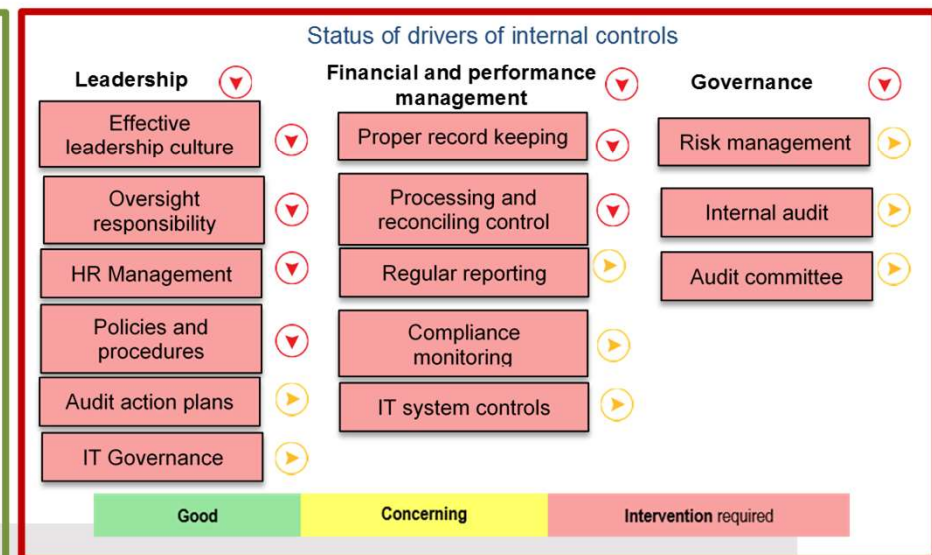 Status of drivers of internal controls
Leadership
Effective
leadership culture
Oversight
responsibility
HR Management
Policies and
procedures
Audit action plans
IT Governance
Financial and performance
management
Proper record keeping
Processing and
reconciling control
Regular reporting
Compliance
monitoring
IT system controls
Governance
Risk management
Internal audit
Audit committee
Good
Concerning
Intervention required